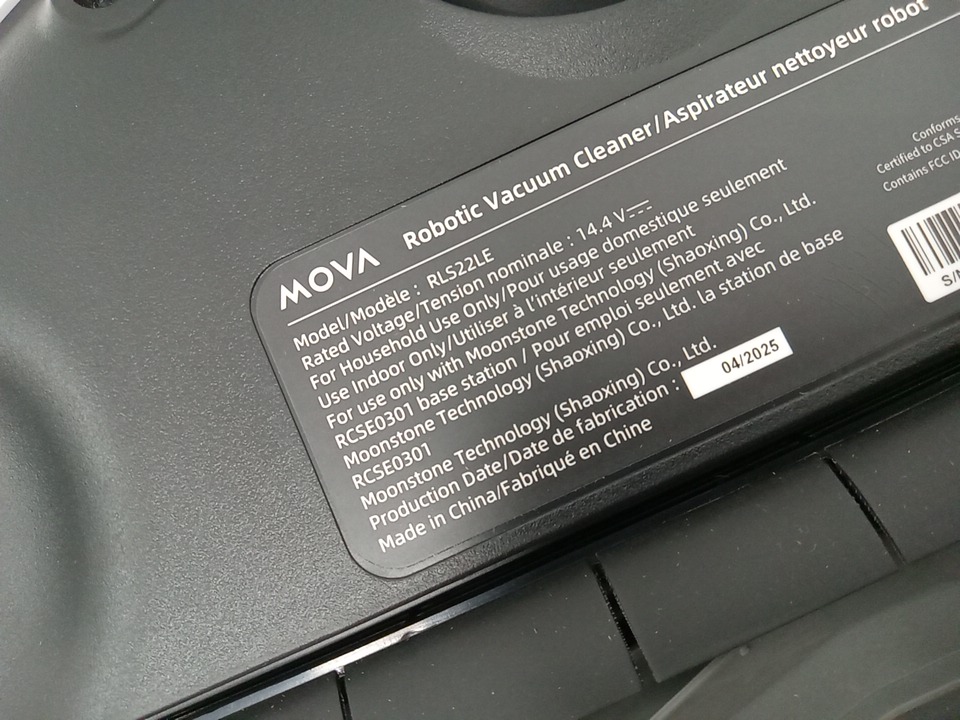 MOVA Robotic Vacuum Cleaner/Aspirateur nettoyeur robot
Model/Modèle : RLS22LE
Rated Voltage/Tension nominale : 14.4 V⎓
For Household Use Only/Pour usage domestique seulement
Use Indoor Only/Utiliser à l'intérieur seulement
For use only with Moonstone Technology (Shaoxing) Co., Ltd.
RCSE0301 base station / Pour emploi seulement avec
Moonstone Technology (Shaoxing) Co., Ltd. la station de base
RCSE0301
Moonstone Technology (Shaoxing) Co., Ltd.
Production Date/Date de fabrication : 04/2025
Made in China/Fabriqué en Chine
Conforms
Certified to CSA
Contains FCC ID
S/N